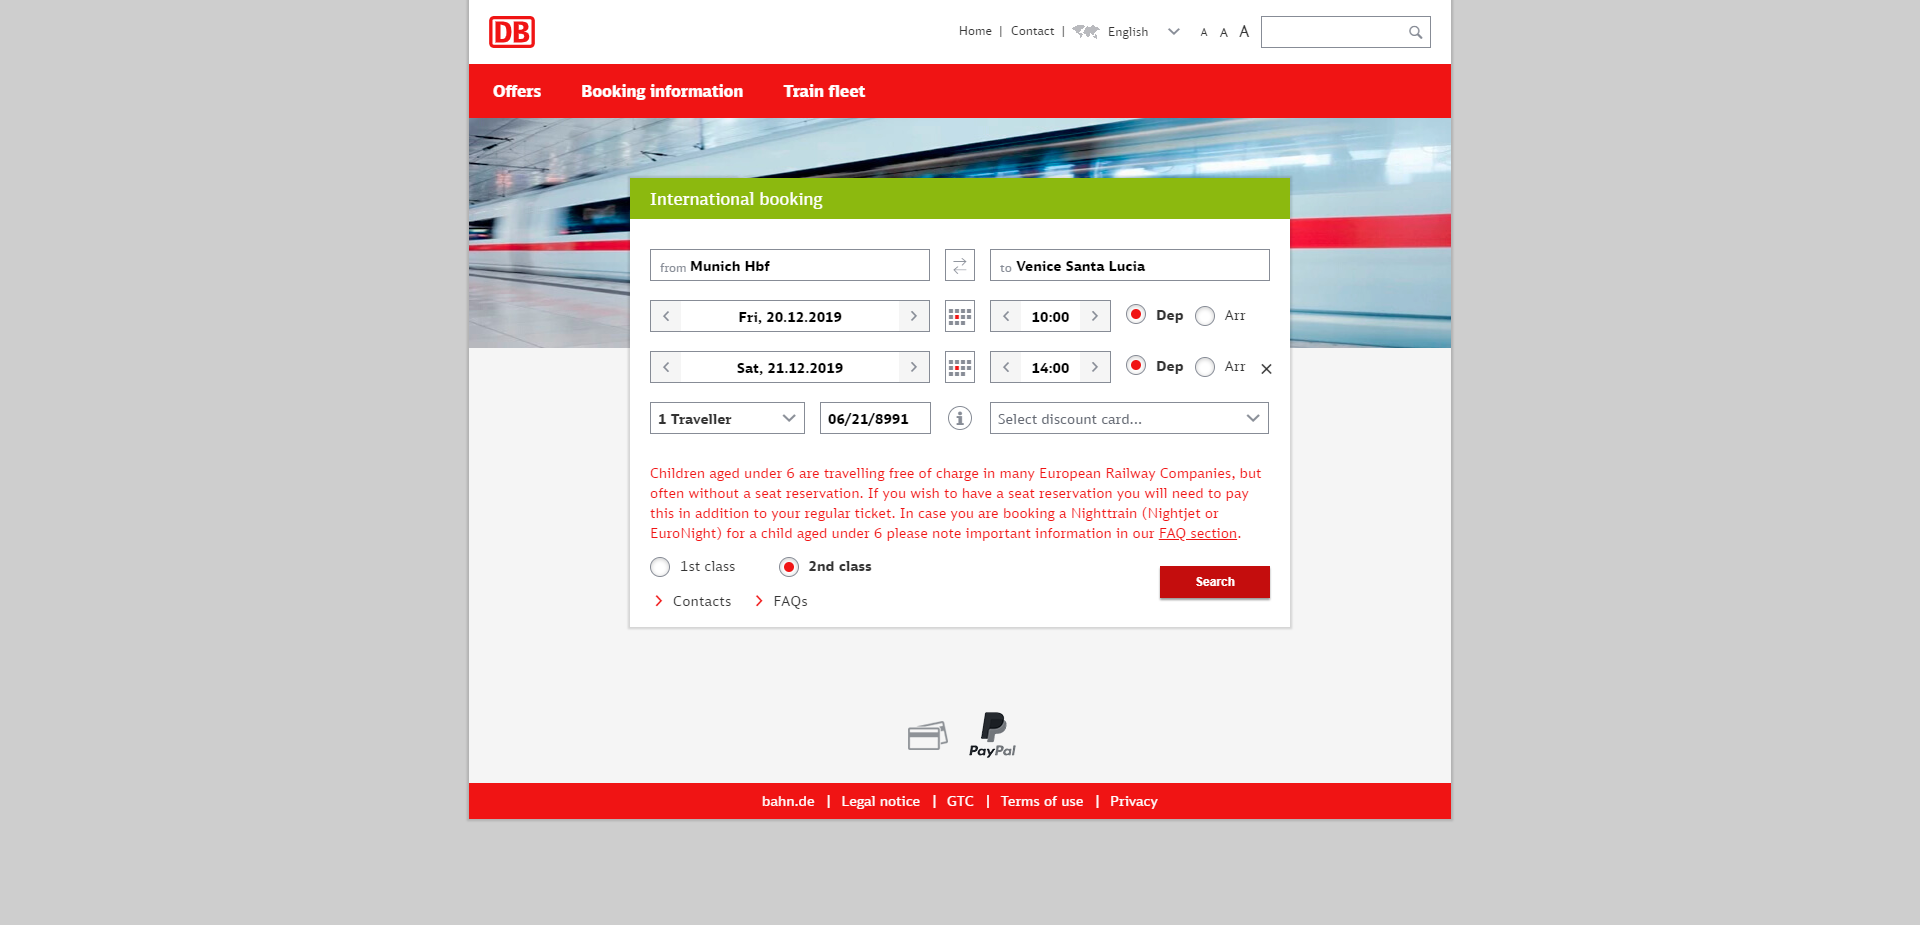 DB
Home | Contact | English A A A
Offers Booking information Train fleet
International booking
from Munich Hbf to Venice Santa Lucia
Fri, 20.12.2019 10:00 Dep Arr
Sat, 21.12.2019 14:00 Dep Arr
1 Traveller 06/21/8991 Select discount card...
Children aged under 6 are travelling free of charge in many European Railway Companies, but
often without a seat reservation. If you wish to have a seat reservation you will need to pay
this in addition to your regular ticket. In case you are booking a Nighttrain (Nightjet or
EuroNight) for a child aged under 6 please note important information in our FAQ section.
1st class 2nd class
Search
Contacts FAQs
PayPal
bahn.de | Legal notice | GTC | Terms of use | Privacy